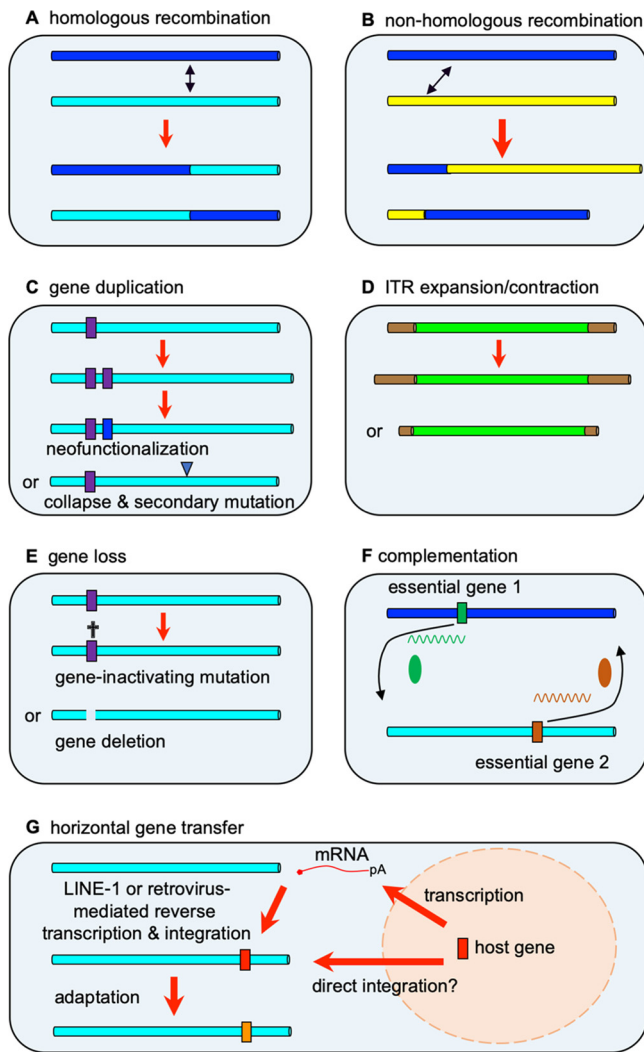 A homologous recombination
B non-homologous recombination
C gene duplication
neofunctionalization
or
collapse & secondary mutation
D ITR expansion/contraction
or
E gene loss
gene-inactivating mutation
or
gene deletion
F complementation
essential gene 1
essential gene 2
G horizontal gene transfer
mRNA
pA
LINE-1 or retrovirus-
mediated reverse
transcription & integration
transcription
host gene
direct integration?
adaptation